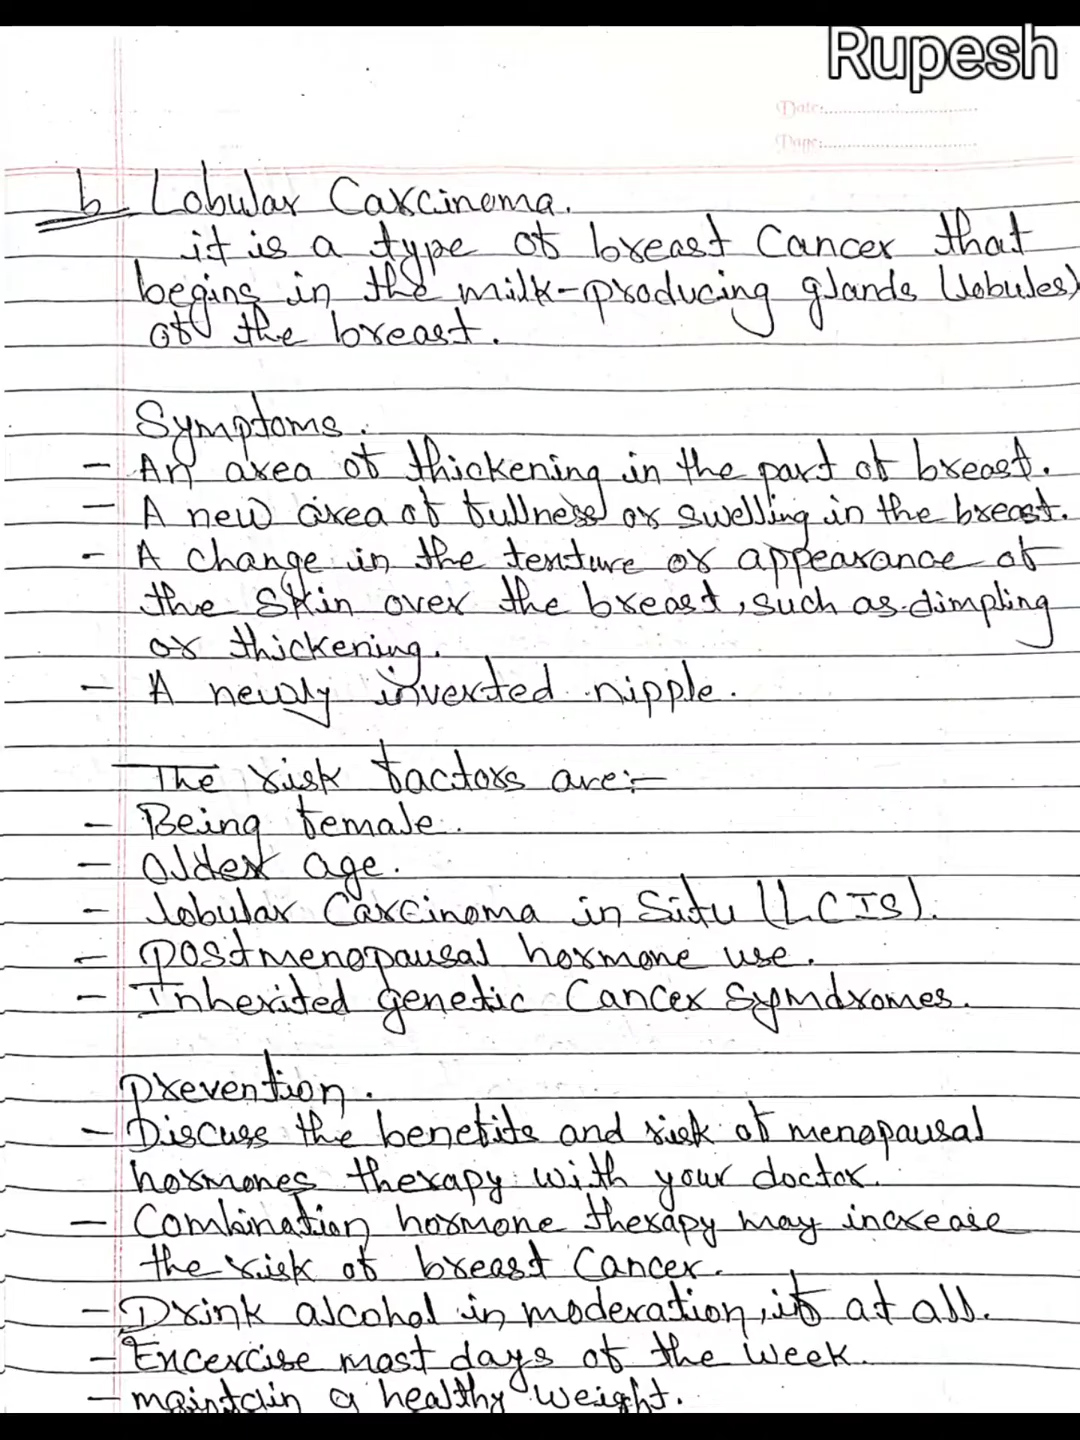 Rupesh
Date:
Page:
b Lobular Carcinoma.
it is a type of breast Cancer that
begins in the milk-producing glands (lobules)
of the breast.
Symptoms.
- An area of thickening in the part of breast.
- A new area of fullness or swelling in the breast.
- A change in the texture or appearance of
the skin over the breast, such as dimpling
or thickening.
- A newly inverted nipple.
The risk factors are:-
- Being female.
- Older age.
- lobular Carcinoma in Situ (LCIS).
- postmenopausal hormone use.
- Inherited genetic Cancer Symdromes.
prevention.
- Discuss the benefits and risk of menopausal
hormones therapy with your doctor.
- Combination hormone therapy may increase
the risk of breast Cancer.
- Drink alcohol in moderation, if at all.
- Excercise most days of the week.
- maintain a healthy weight.